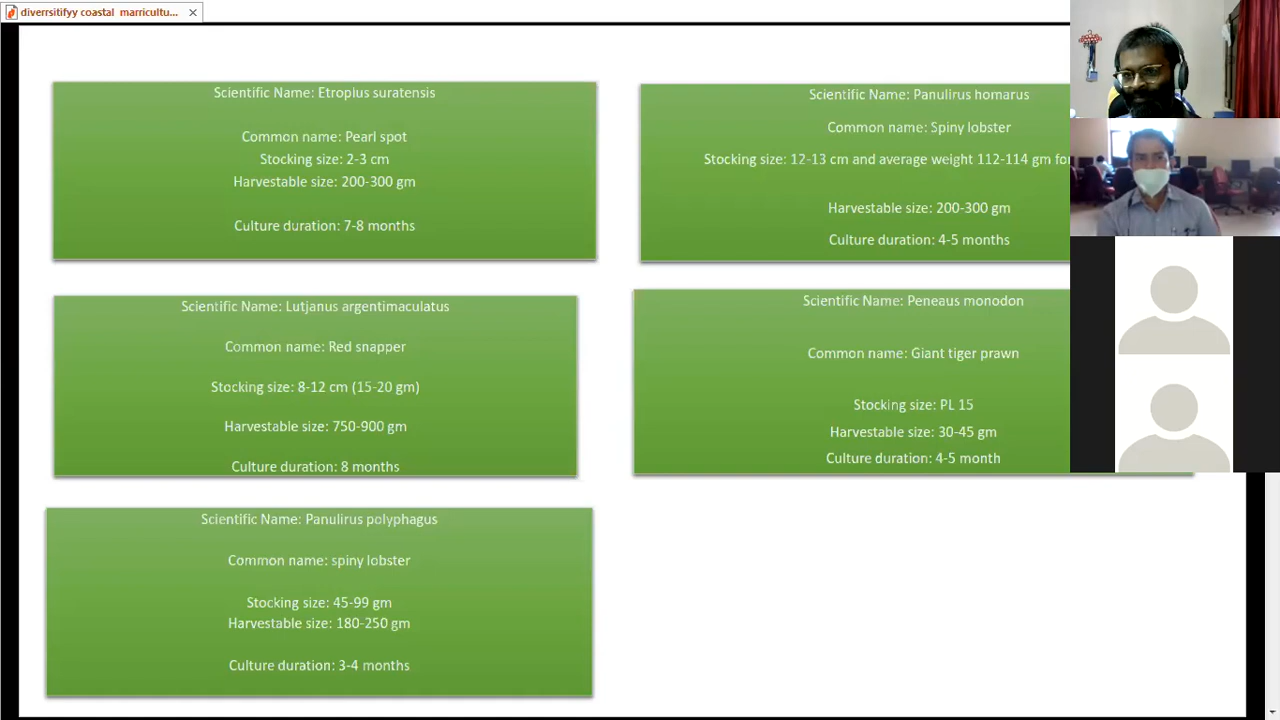 diverrsitifyy coastal marricultu...
Scientific Name: Etropius suratensis
Common name: Pearl spot
Stocking size: 2-3 cm
Harvestable size: 200-300 gm
Culture duration: 7-8 months
Scientific Name: Panulirus homarus
Common name: Spiny lobster
Stocking size: 12-13 cm and average weight 112-114 gm
Harvestable size: 200-300 gm
Culture duration: 4-5 months
Scientific Name: Lutjanus argentimaculatus
Common name: Red snapper
Stocking size: 8-12 cm (15-20 gm)
Harvestable size: 750-900 gm
Culture duration: 8 months
Scientific Name: Peneaus monodon
Common name: Giant tiger prawn
Stocking size: PL 15
Harvestable size: 30-45 gm
Culture duration: 4-5 month
Scientific Name: Panulirus polyphagus
Common name: spiny lobster
Stocking size: 45-99 gm
Harvestable size: 180-250 gm
Culture duration: 3-4 months